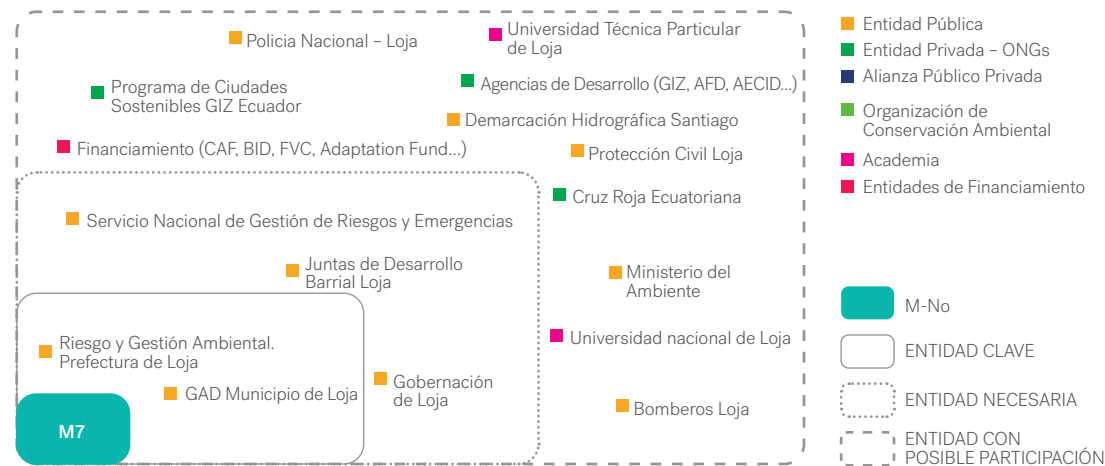 Policia Nacional – Loja
Universidad Técnica Particular
de Loja
Programa de Ciudades
Sostenibles GIZ Ecuador
Agencias de Desarrollo (GIZ, AFD, AECID...)
Demarcación Hidrográfica Santiago
Financiamiento (CAF, BID, FVC, Adaptation Fund...)
Protección Civil Loja
Cruz Roja Ecuatoriana
Servicio Nacional de Gestión de Riesgos y Emergencias
Juntas de Desarrollo
Barrial Loja
Ministerio del
Ambiente
Universidad nacional de Loja
Riesgo y Gestión Ambiental.
Prefectura de Loja
GAD Municipio de Loja
Gobernación
de Loja
Bomberos Loja
M7
Entidad Pública
Entidad Privada – ONGs
Alianza Público Privada
Organización de
Conservación Ambiental
Academia
Entidades de Financiamiento
M-No
ENTIDAD CLAVE
ENTIDAD NECESARIA
ENTIDAD CON
POSIBLE PARTICIPACIÓN